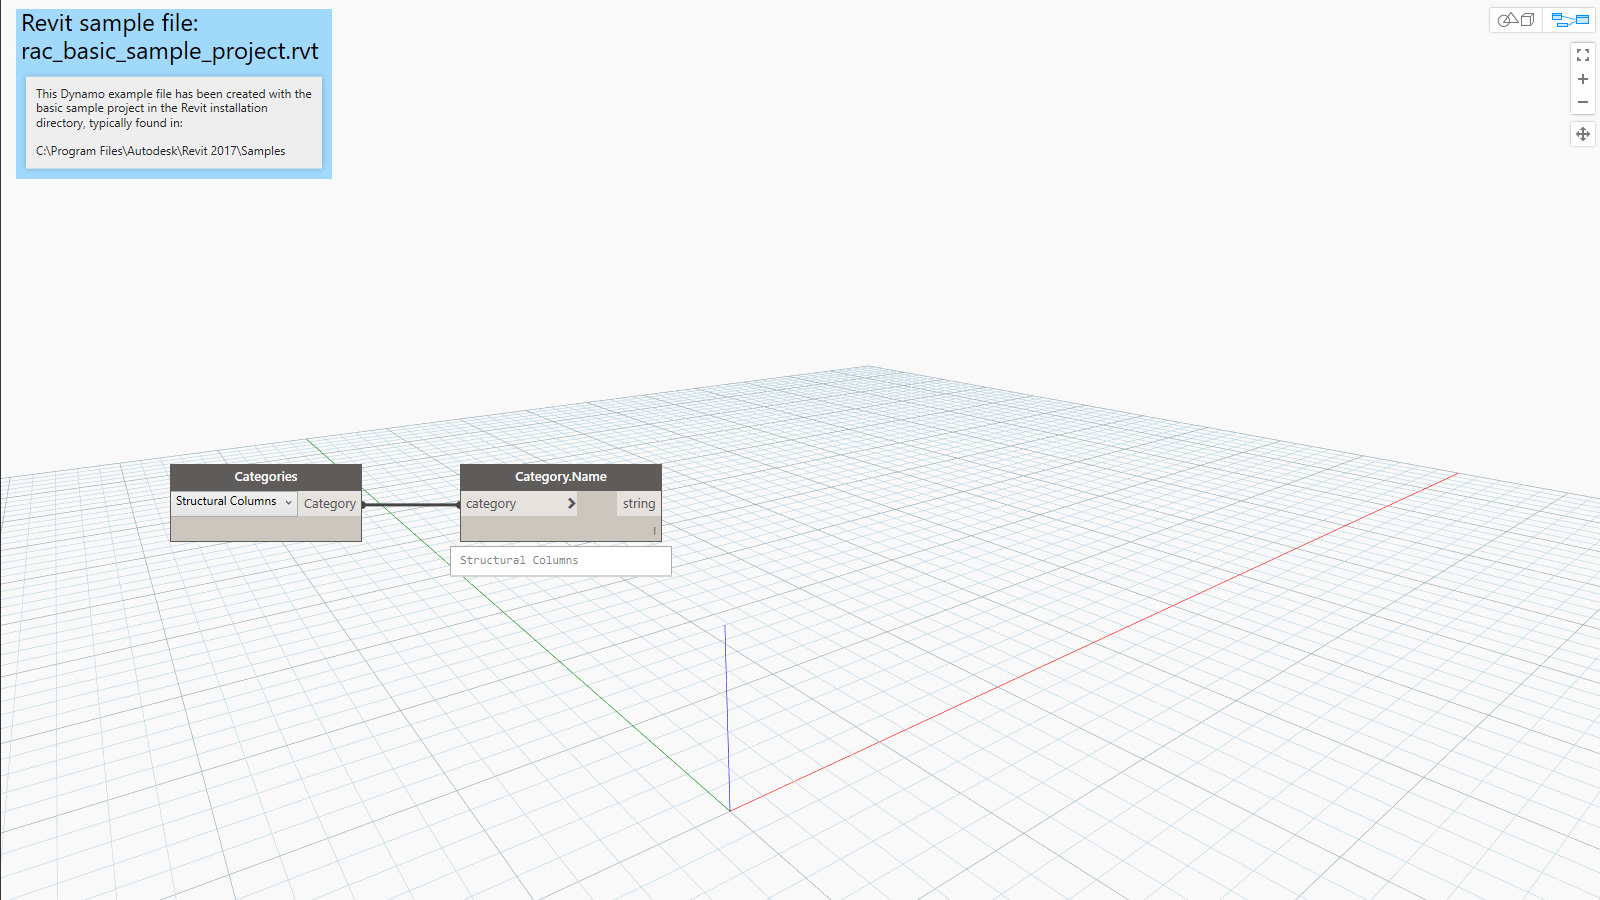 Revit sample file:
rac_basic_sample_project.rvt
This Dynamo example file has been created with the
basic sample project in the Revit installation
directory, typically found in:
C:\Program Files\Autodesk\Revit 2017\Samples
Categories
Structural Columns
Category
Category.Name
category
string
Structural Columns